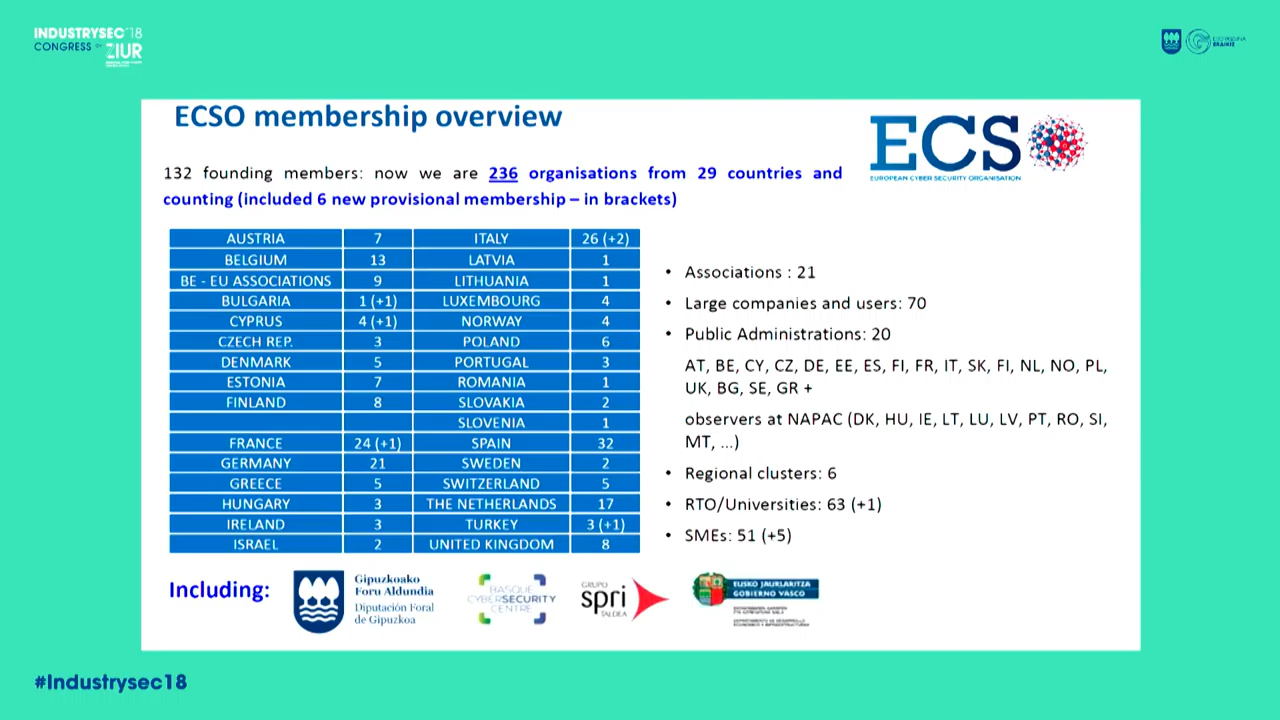 INDUSTRYSEC'18
CONGRESS BY ZIUR
ECSO membership overview
ECS
EUROPEAN CYBER SECURITY ORGANISATION
132 founding members: now we are 236 organisations from 29 countries and
counting (included 6 new provisional membership – in brackets)
AUSTRIA 7 ITALY 26 (+2)
BELGIUM 13 LATVIA 1
BE - EU ASSOCIATIONS 9 LITHUANIA 1
BULGARIA 1 (+1) LUXEMBOURG 4
CYPRUS 4 (+1) NORWAY 4
CZECH REP. 3 POLAND 6
DENMARK 5 PORTUGAL 3
ESTONIA 7 ROMANIA 1
FINLAND 8 SLOVAKIA 2
SLOVENIA 1
FRANCE 24 (+1) SPAIN 32
GERMANY 21 SWEDEN 2
GREECE 5 SWITZERLAND 5
HUNGARY 3 THE NETHERLANDS 17
IRELAND 3 TURKEY 3 (+1)
ISRAEL 2 UNITED KINGDOM 8
• Associations : 21
• Large companies and users: 70
• Public Administrations: 20
AT, BE, CY, CZ, DE, EE, ES, FI, FR, IT, SK, FI, NL, NO, PL,
UK, BG, SE, GR +
observers at NAPAC (DK, HU, IE, LT, LU, LV, PT, RO, SI,
MT, ...)
• Regional clusters: 6
• RTO/Universities: 63 (+1)
• SMEs: 51 (+5)
Including:
Gipuzkoako
Foru Aldundia
Diputación Foral
de Gipuzkoa
BASQUE
CYBERSECURITY
CENTRE
GRUPO
spri
TALDEA
EUSKO JAURLARITZA
GOBIERNO VASCO
#Industrysec18